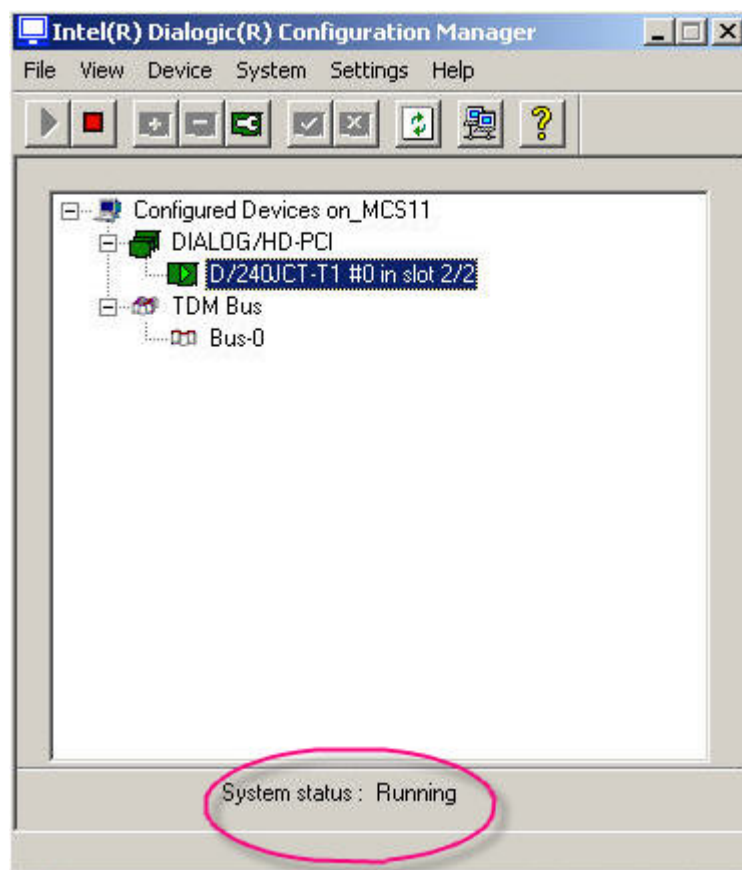 Intel(R) Dialogic(R) Configuration Manager
File View Device System Settings Help
Configured Devices on_MCS11
DIALOG/HD-PCI
D/240JCT-T1 #0 in slot 2/2
TDM Bus
Bus-0
System status : Running